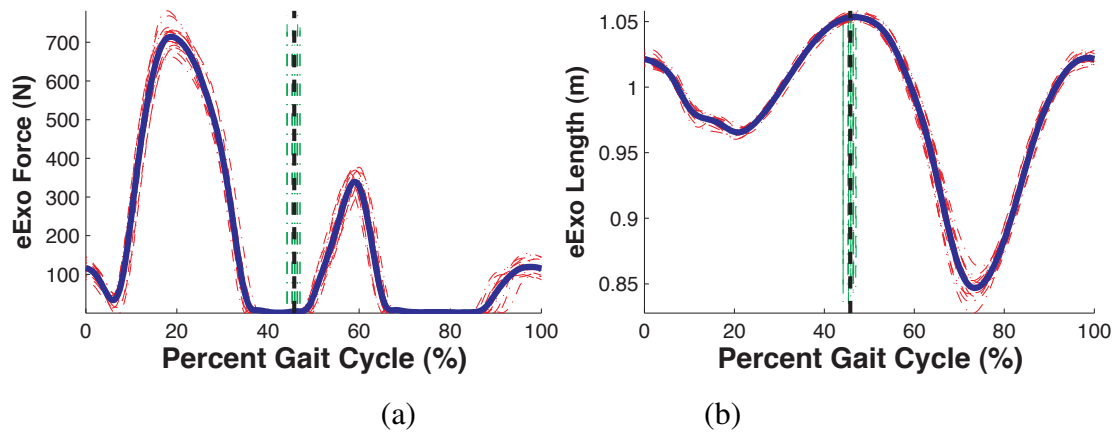 eExo Force (N)
700
600
500
400
300
200
100
0 20 40 60 80 100
Percent Gait Cycle (%)
(a)
eExo Length (m)
1.05
1
0.95
0.9
0.85
0 20 40 60 80 100
Percent Gait Cycle (%)
(b)